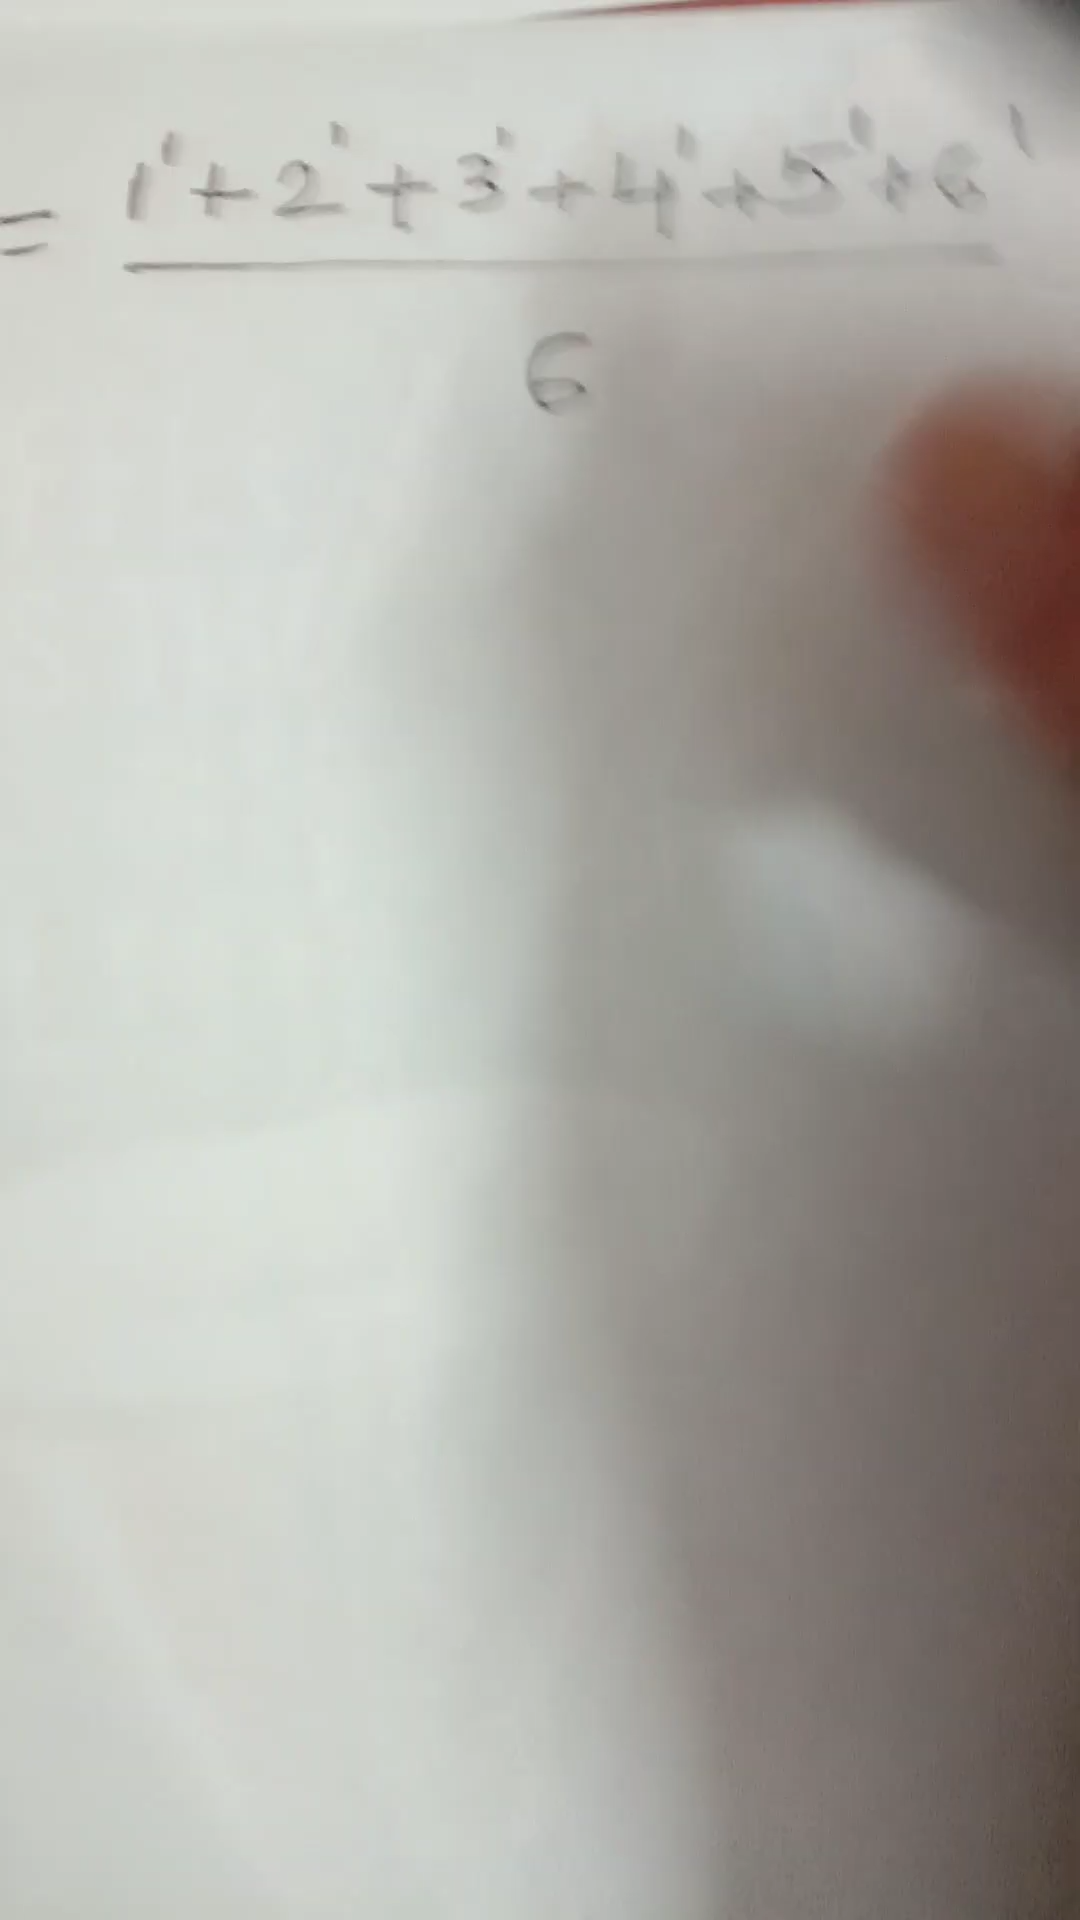 = 1¹ + 2¹ + 3¹ + 4¹ + 5¹ + 6¹
6